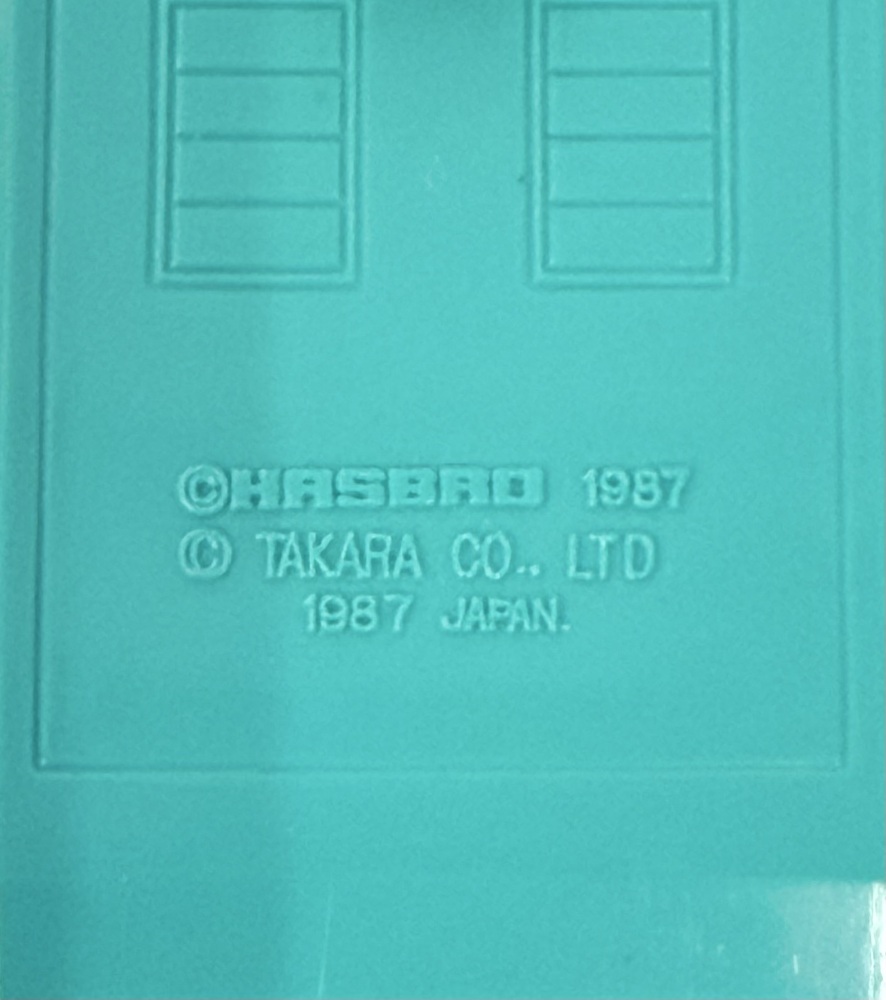 ©HASBRO 1987
© TAKARA CO., LTD
1987 JAPAN.